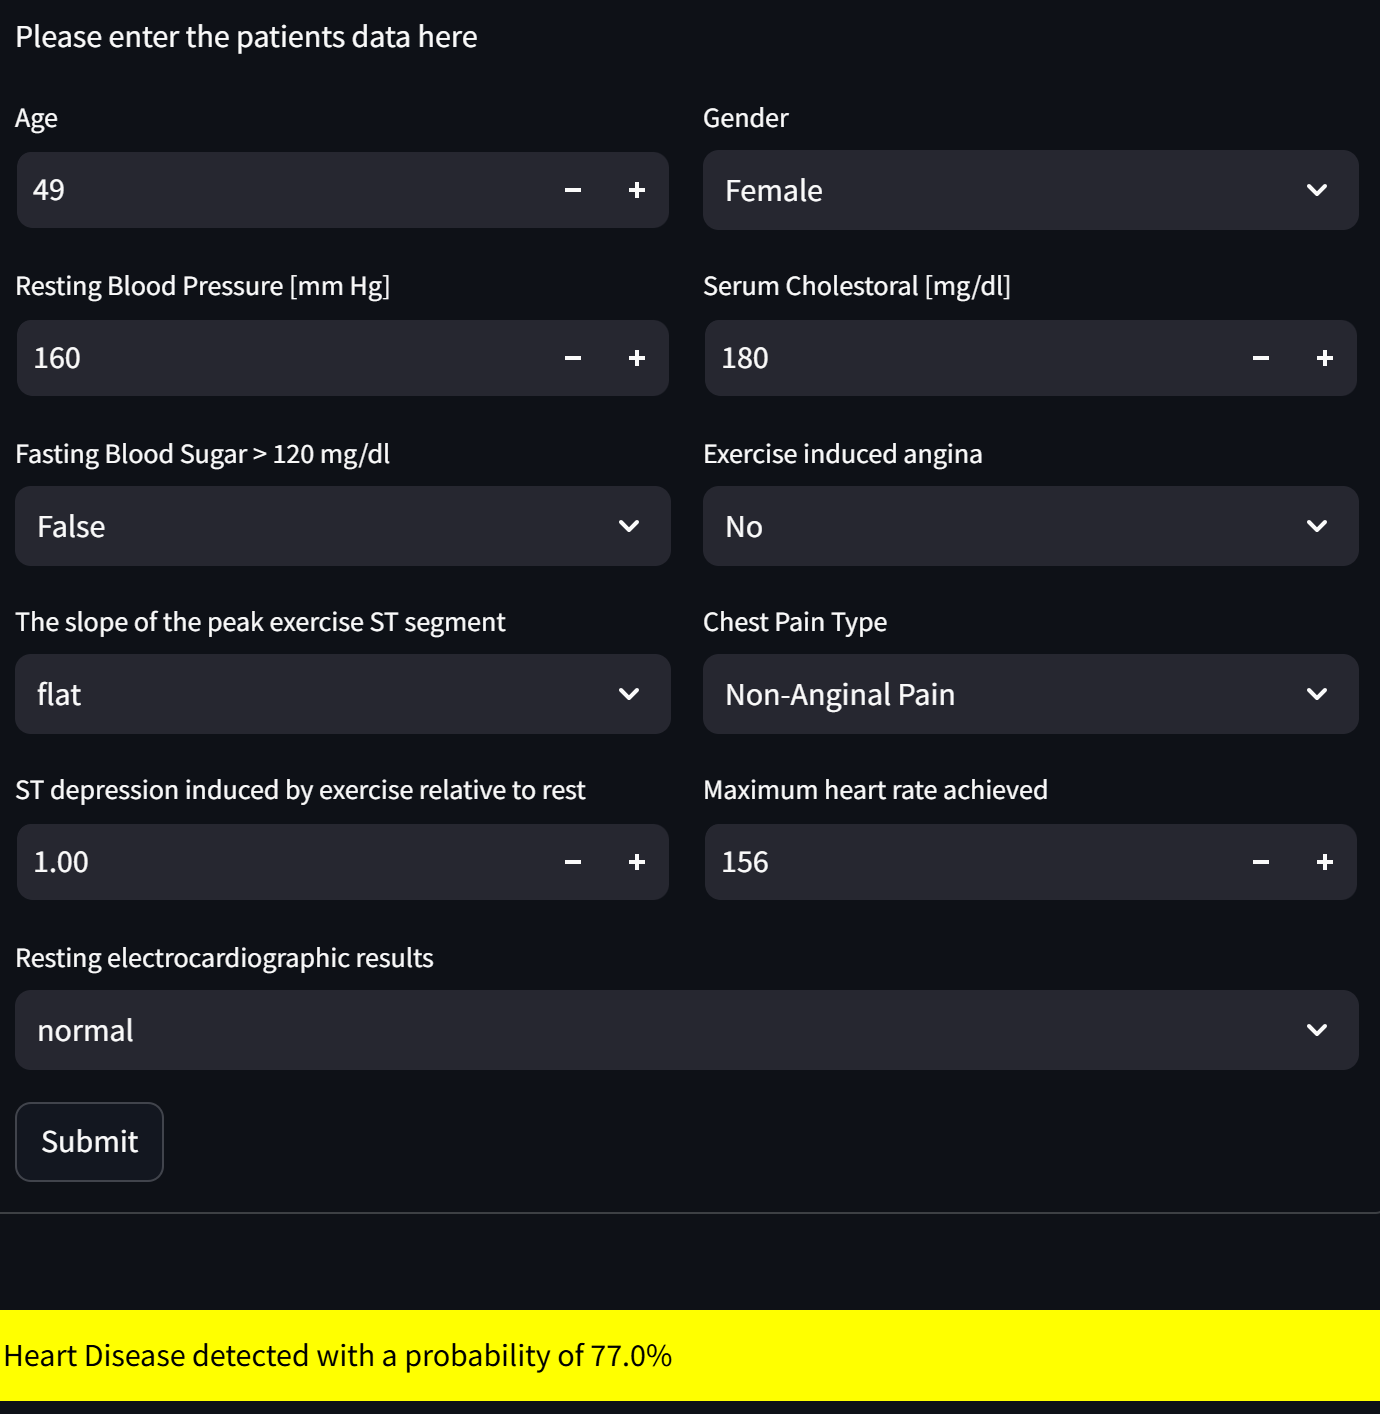 Please enter the patients data here
Age
49
Gender
Female
Resting Blood Pressure [mm Hg]
160
Serum Cholestoral [mg/dl]
180
Fasting Blood Sugar > 120 mg/dl
False
Exercise induced angina
No
The slope of the peak exercise ST segment
flat
Chest Pain Type
Non-Anginal Pain
ST depression induced by exercise relative to rest
1.00
Maximum heart rate achieved
156
Resting electrocardiographic results
normal
Submit
Heart Disease detected with a probability of 77.0%